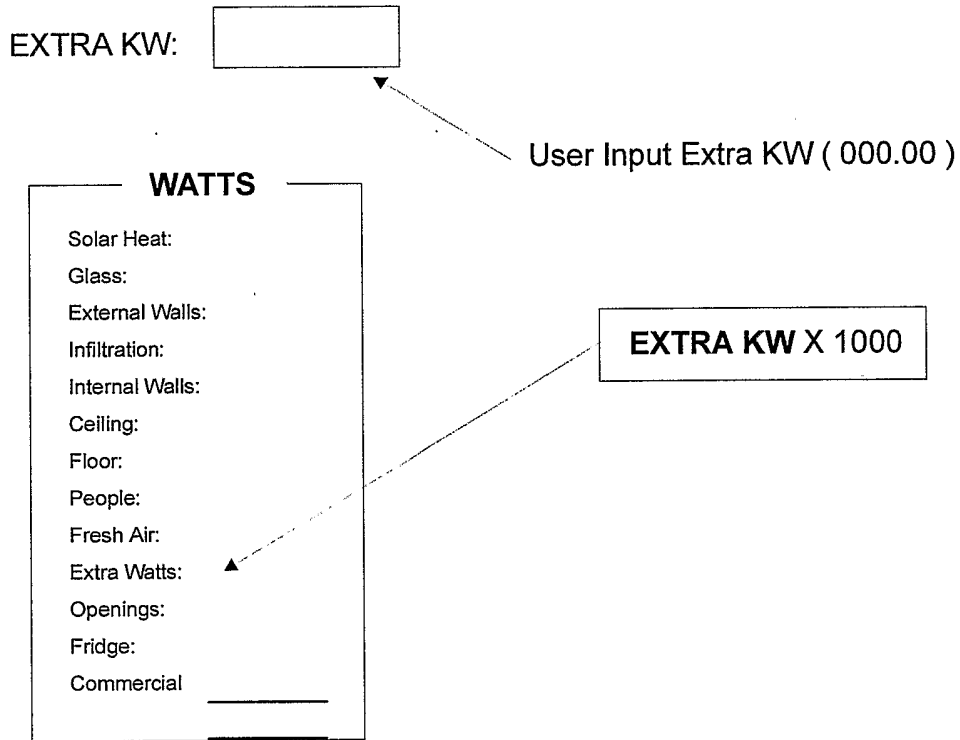 EXTRA KW:
User Input Extra KW ( 000.00 )
WATTS
Solar Heat:
Glass:
External Walls:
Infiltration:
Internal Walls:
Ceiling:
Floor:
People:
Fresh Air:
Extra Watts:
Openings:
Fridge:
Commercial
EXTRA KW X 1000